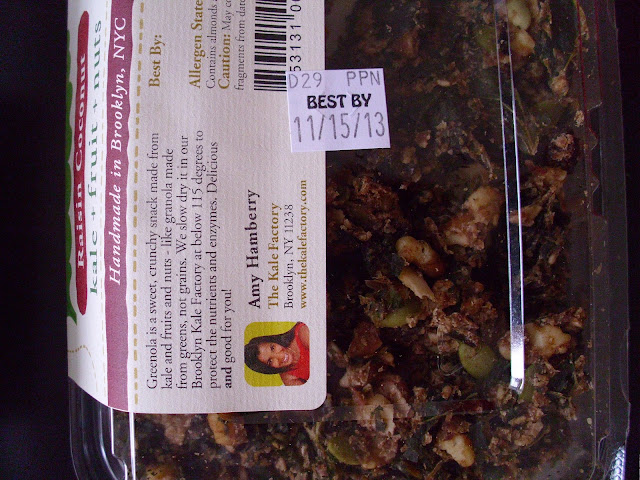 Raisin Coconut
kale + fruit + nuts
Handmade in Brooklyn, NYC
Best By:
Allergen State
Contains almonds
Caution: May co
fragments from date
53131 00
D29 PPN
BEST BY
11/15/13
Greenola is a sweet, crunchy snack made from
kale and fruits and nuts - like granola made
from greens, not grains. We slow dry it in our
Brooklyn Kale Factory at below 115 degrees to
protect the nutrients and enzymes. Delicious
and good for you!
Amy Hamberry
The Kale Factory
Brooklyn, NY 11238
www.thekalefactory.com